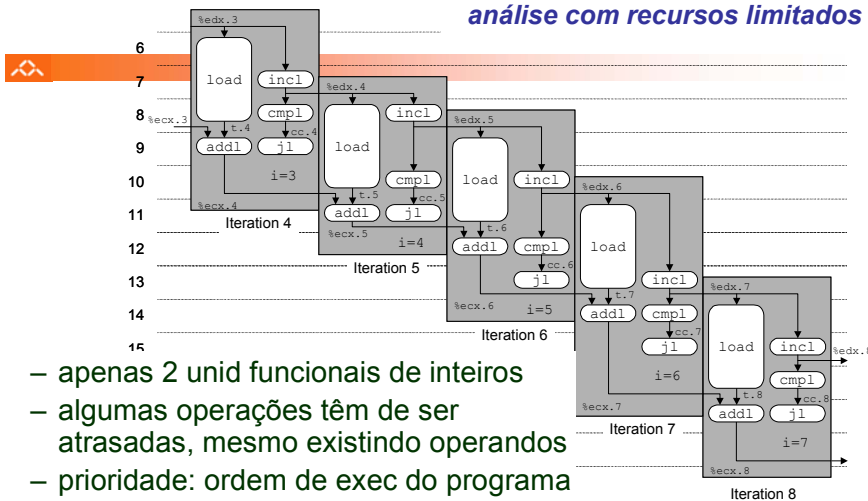 análise com recursos limitados
6
7
8
9
10
11
12
13
14
15
%edx.3
load
incl
cmpl
%ecx.3
t.4
cc.4
addl
jl
i=3
%ecx.4
Iteration 4
%edx.4
load
incl
cmpl
t.5
cc.5
addl
jl
%ecx.5
i=4
Iteration 5
%edx.5
load
incl
t.6
addl
cmpl
cc.6
jl
%ecx.6
i=5
Iteration 6
%edx.6
load
incl
t.7
addl
cmpl
cc.7
jl
i=6
%ecx.7
Iteration 7
%edx.7
load
incl
cmpl
t.8
cc.8
addl
jl
i=7
%ecx.8
Iteration 8
– apenas 2 unid funcionais de inteiros
– algumas operações têm de ser
atrasadas, mesmo existindo operandos
– prioridade: ordem de exec do programa